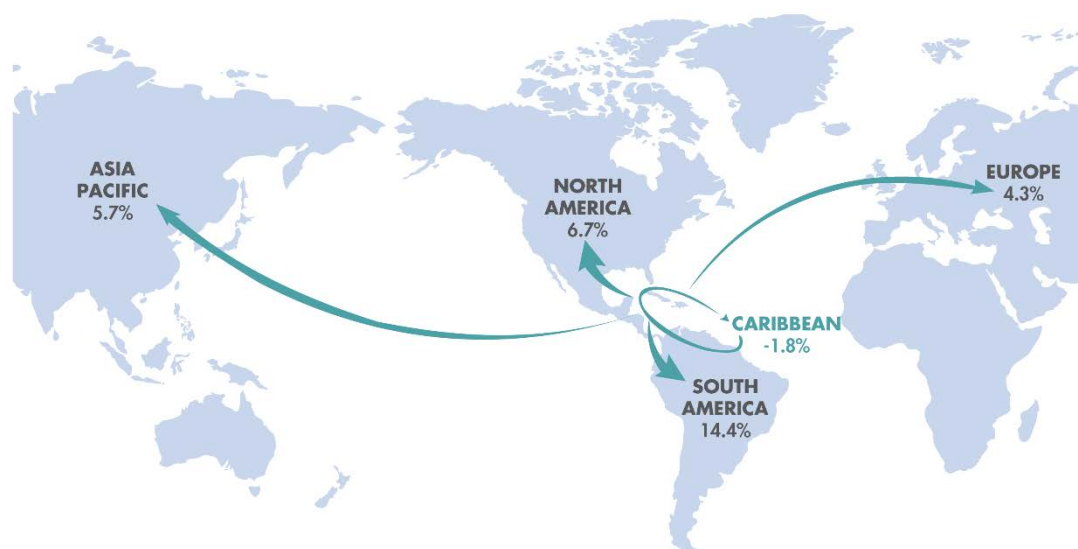 ASIA
PACIFIC
5.7%
NORTH
AMERICA
6.7%
EUROPE
4.3%
CARIBBEAN
-1.8%
SOUTH
AMERICA
14.4%